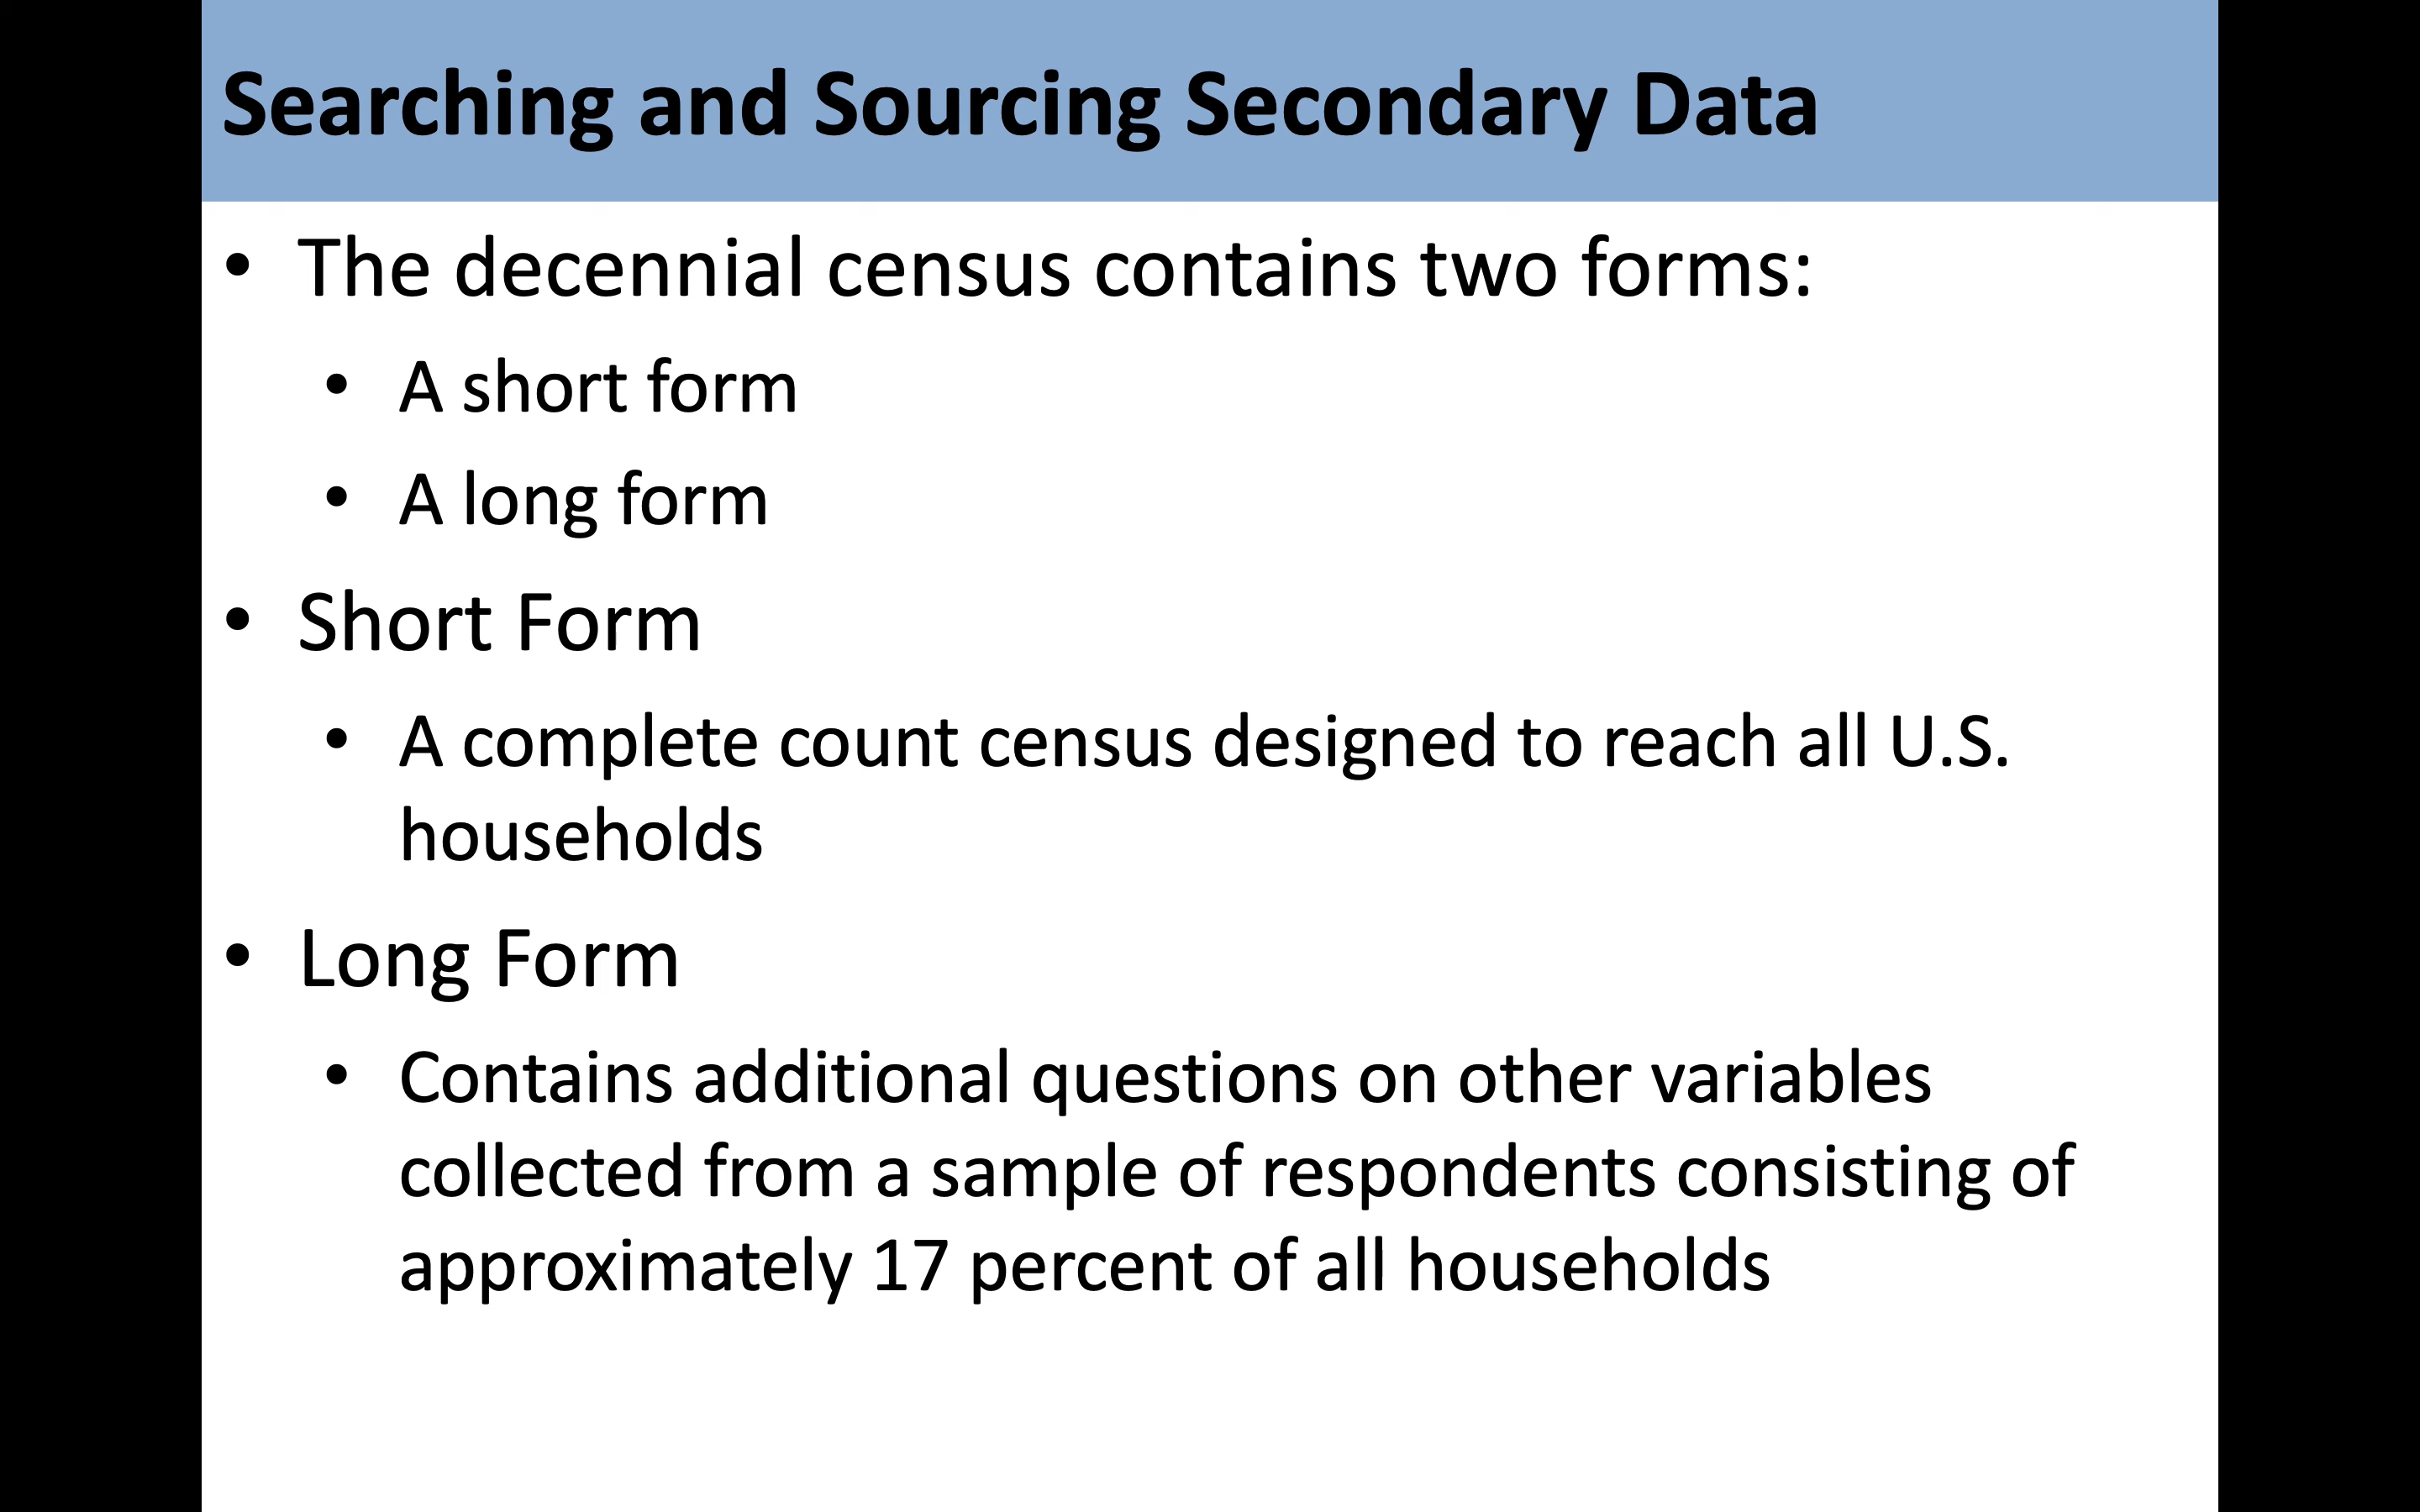 Searching and Sourcing Secondary Data
• The decennial census contains two forms:
• A short form
• A long form
• Short Form
• A complete count census designed to reach all U.S.
households
• Long Form
• Contains additional questions on other variables
collected from a sample of respondents consisting of
approximately 17 percent of all households